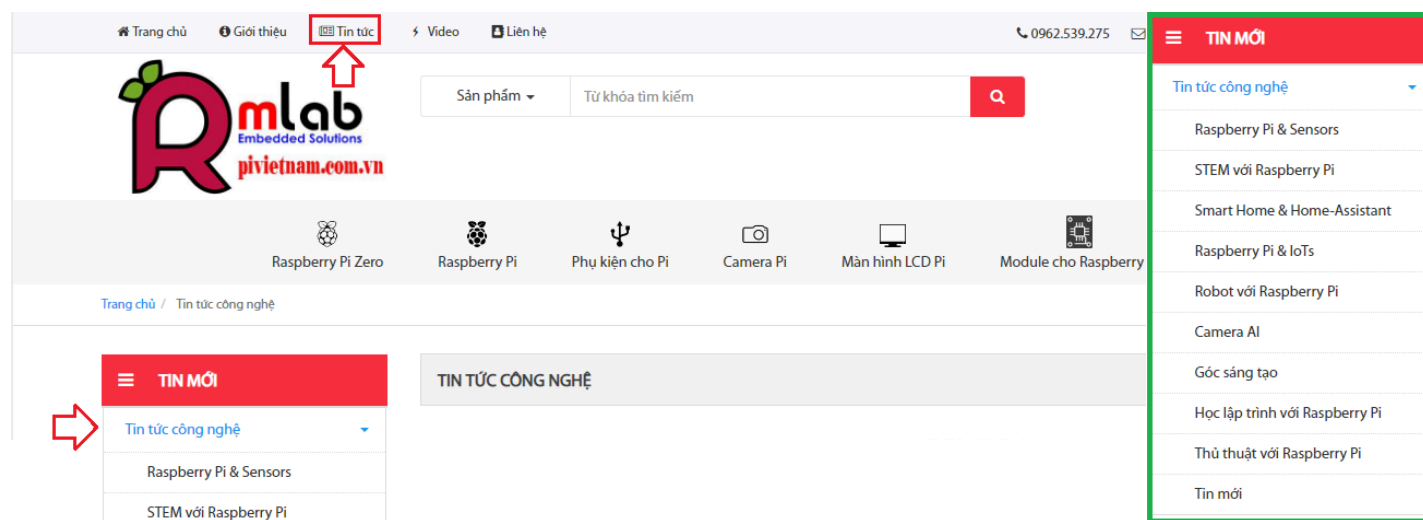 Trang chủ Giới thiệu Tin tức Video Liên hệ 0962.539.275
mlab
Embedded Solutions
pivietnam.com.vn
Sản phẩm Từ khóa tìm kiếm
Raspberry Pi Zero Raspberry Pi Phụ kiện cho Pi Camera Pi Màn hình LCD Pi Module cho Raspberry
Trang chủ / Tin tức công nghệ
TIN MỚI
Tin tức công nghệ
Raspberry Pi & Sensors
STEM với Raspberry Pi
TIN TỨC CÔNG NGHỆ
TIN MỚI
Tin tức công nghệ
Raspberry Pi & Sensors
STEM với Raspberry Pi
Smart Home & Home-Assistant
Raspberry Pi & IoTs
Robot với Raspberry Pi
Camera AI
Góc sáng tạo
Học lập trình với Raspberry Pi
Thủ thuật với Raspberry Pi
Tin mới